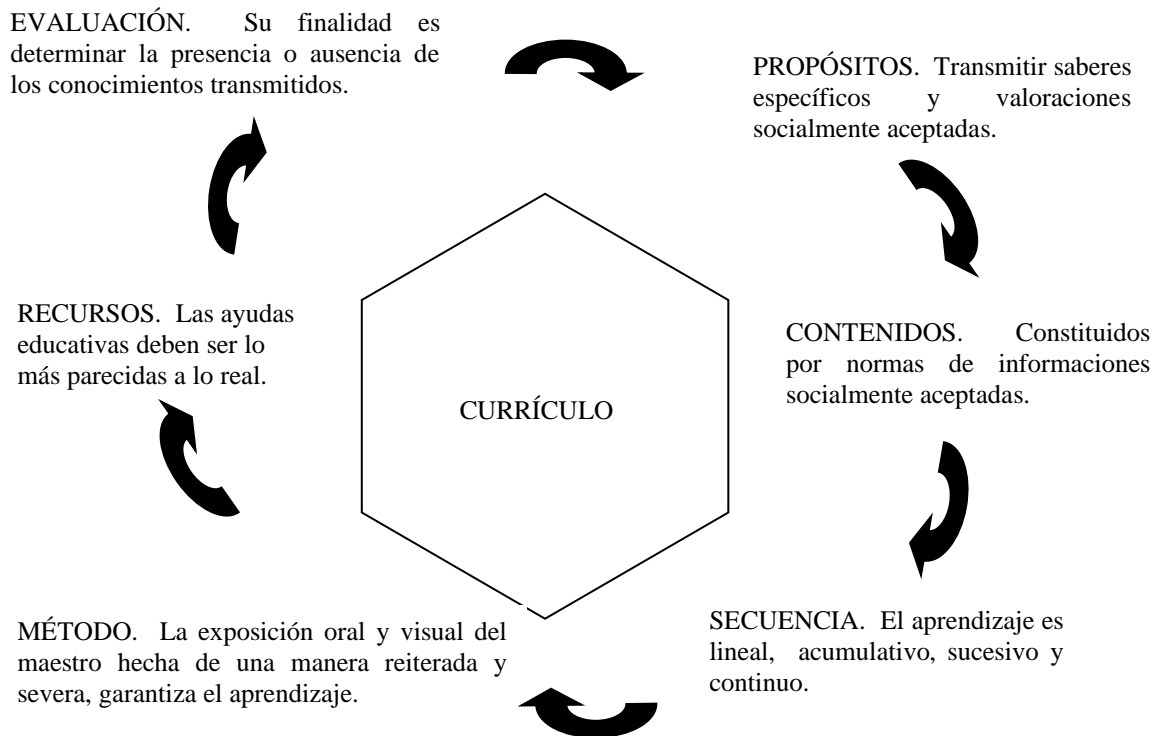 EVALUACIÓN. Su finalidad es
determinar la presencia o ausencia de
los conocimientos transmitidos.
PROPÓSITOS. Transmitir saberes
específicos y valoraciones
socialmente aceptadas.
CONTENIDOS. Constituidos
por normas de informaciones
socialmente aceptadas.
SECUENCIA. El aprendizaje es
lineal, acumulativo, sucesivo y
continuo.
MÉTODO. La exposición oral y visual del
maestro hecha de una manera reiterada y
severa, garantiza el aprendizaje.
RECURSOS. Las ayudas
educativas deben ser lo
más parecidas a lo real.
CURRÍCULO